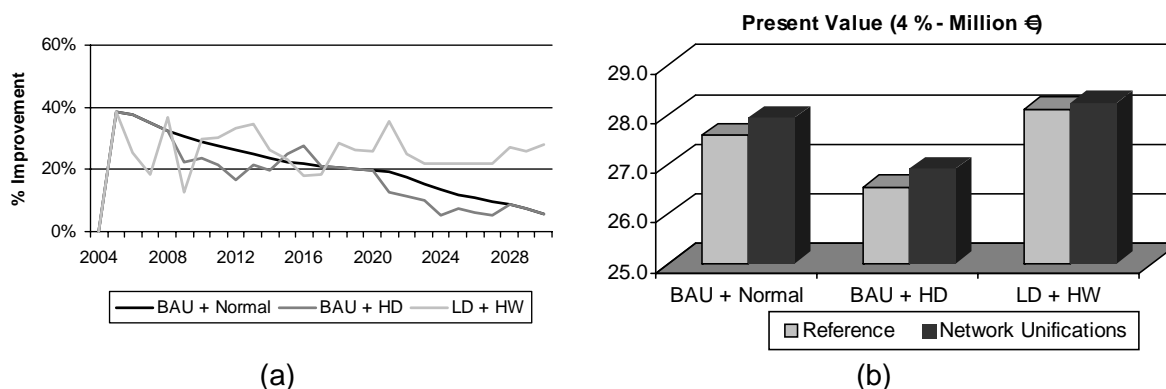 60%
40%
20%
0%
% Improvement
2004 2008 2012 2016 2020 2024 2028
BAU + Normal BAU + HD LD + HW
(a)
Present Value (4 % - Million €)
29.0
28.0
27.0
26.0
25.0
BAU + Normal BAU + HD LD + HW
Reference Network Unifications
(b)